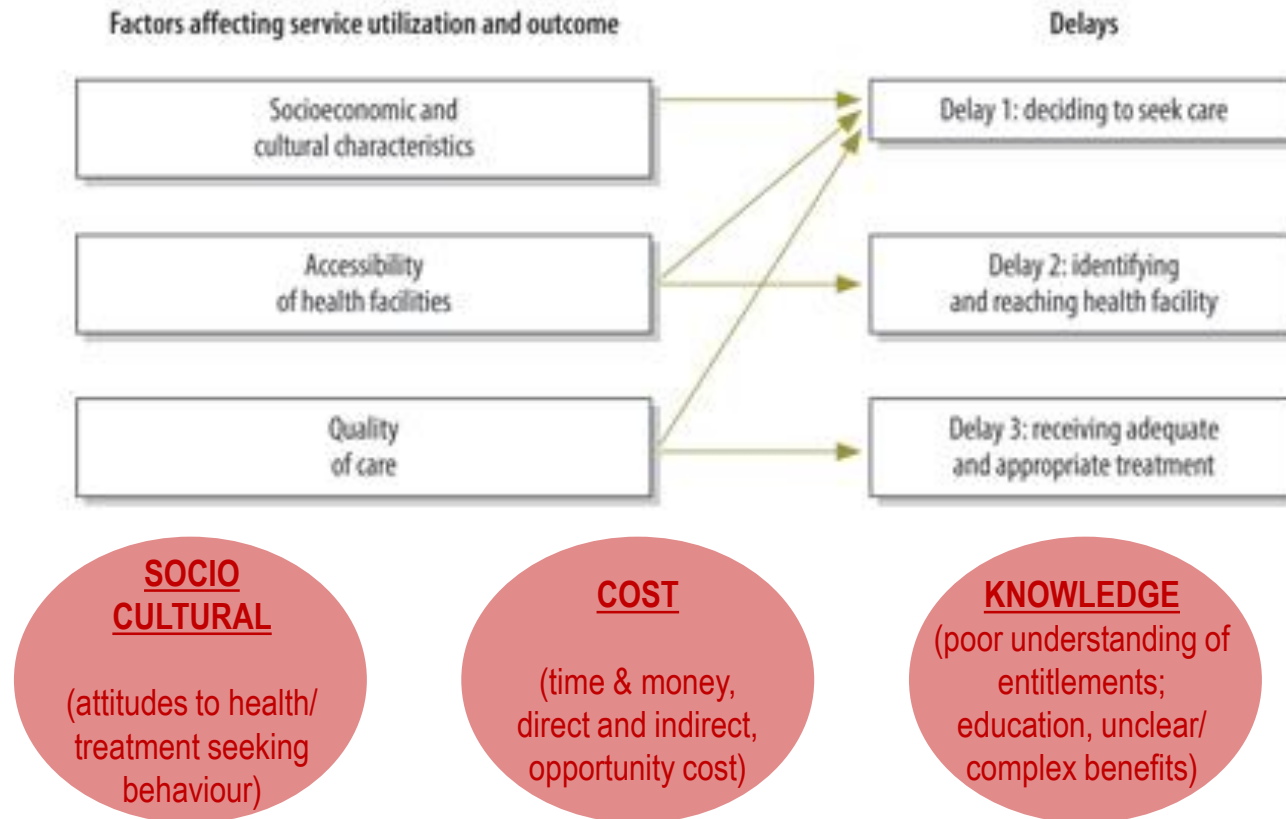 Factors affecting service utilization and outcome
Delays
Socioeconomic and
cultural characteristics
Delay 1: deciding to seek care
Accessibility
of health facilities
Delay 2: identifying
and reaching health facility
Quality
of care
Delay 3: receiving adequate
and appropriate treatment
SOCIO
CULTURAL
(attitudes to health/
treatment seeking
behaviour)
COST
(time & money,
direct and indirect,
opportunity cost)
KNOWLEDGE
(poor understanding of
entitlements;
education, unclear/
complex benefits)